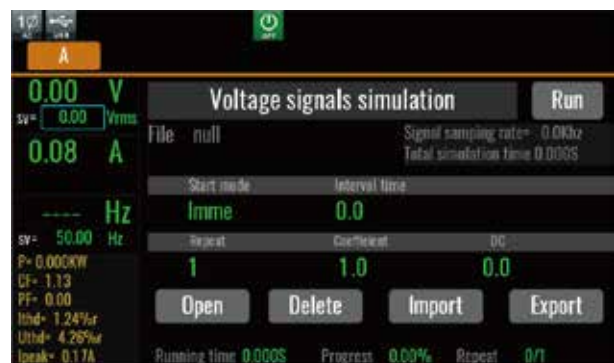 1Ø
A
0.00 V
SV= 0.00 Vrms
0.08 A
---- Hz
SV= 50.00 Hz
P= 0.000KW
CF= 1.13
PF= 0.00
Ithd= 1.24%r
Uthd= 4.26%r
Ipeak= 0.17A
Voltage signals simulation
Run
File null
Signal sampling rate= 0.0Khz
Total simulation time 0.000S
Start mode Interval time
Imme 0.0
Repeat Coefficient DC
1 1.0 0.0
Open Delete Import Export
Running time 0.000S Progress 0.00% Repeat 0/1